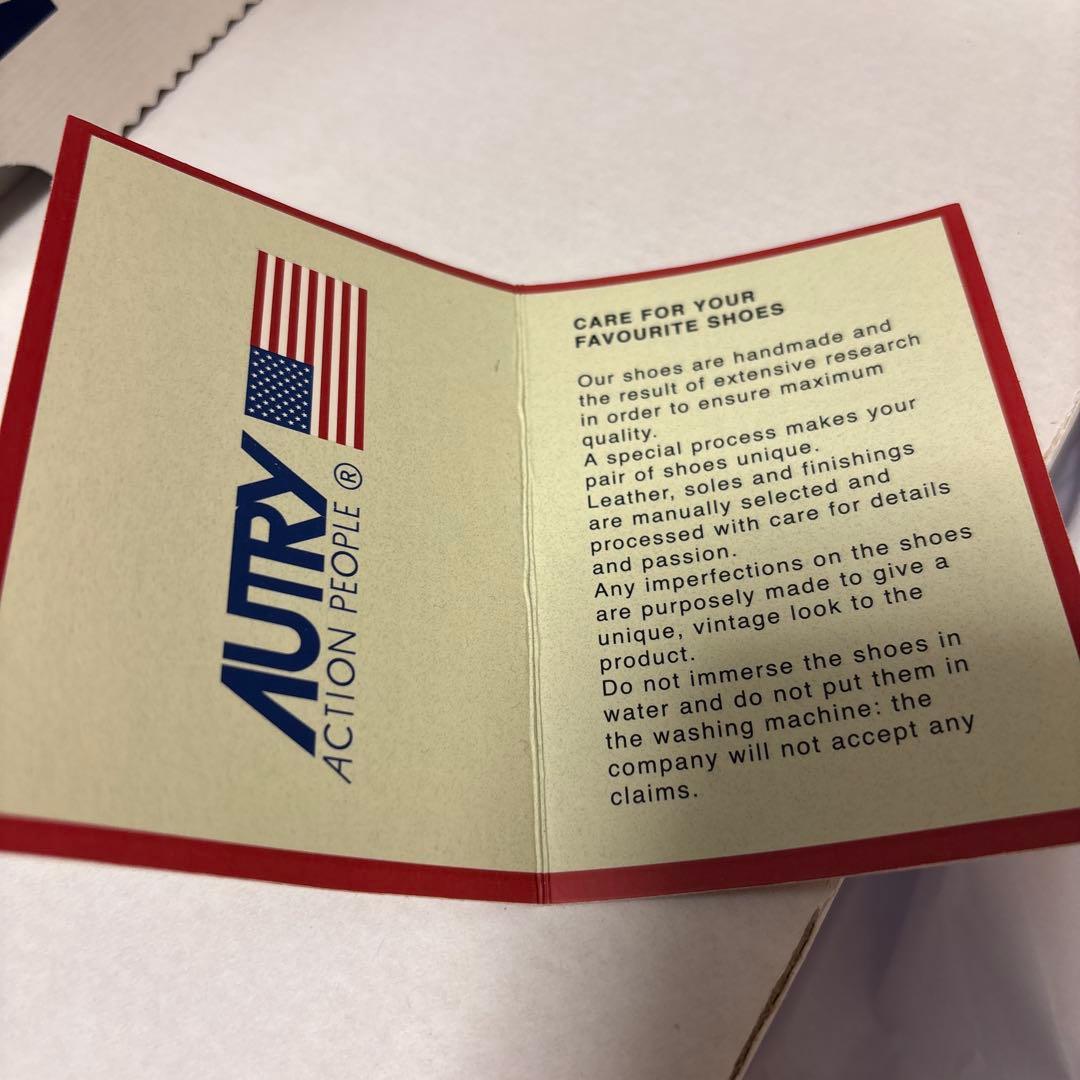 AUTRY
ACTION PEOPLE ®
CARE FOR YOUR
FAVOURITE SHOES
Our shoes are handmade and
the result of extensive research
in order to ensure maximum
quality.
A special process makes your
pair of shoes unique.
Leather, soles and finishings
are manually selected and
processed with care for details
and passion.
Any imperfections on the shoes
are purposely made to give a
unique, vintage look to the
product.
Do not immerse the shoes in
water and do not put them in
the washing machine: the
company will not accept any
claims.